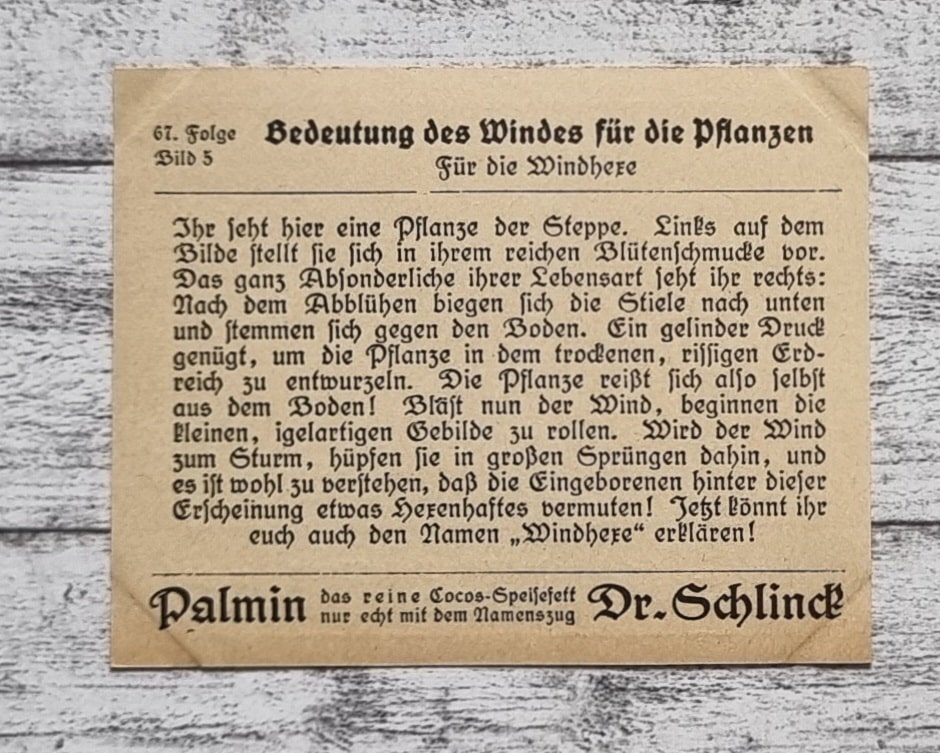 67. Folge
Bild 5
Bedeutung des Windes für die Pflanzen
Für die Windhexe
Ihr seht hier eine Pflanze der Steppe. Links auf dem
Bilde stellt sie sich in ihrem reichen Blütenschmucke vor.
Das ganz Absonderliche ihrer Lebensart seht ihr rechts:
Nach dem Abblühen biegen sich die Stiele nach unten
und stemmen sich gegen den Boden. Ein gelinder Druck
genügt, um die Pflanze in dem trockenen, rissigen Erd-
reich zu entwurzeln. Die Pflanze reißt sich also selbst
aus dem Boden! Bläst nun der Wind, beginnen die
kleinen, igelartigen Gebilde zu rollen. Wird der Wind
zum Sturm, hüpfen sie in großen Sprüngen dahin, und
es ist wohl zu verstehen, daß die Eingeborenen hinter dieser
Erscheinung etwas Hexenhaftes vermuten! Jetzt könnt ihr
euch auch den Namen „Windhexe“ erklären!
Palmin das reine Cocos-Speisefett Dr. Schlinck
nur echt mit dem Namenszug